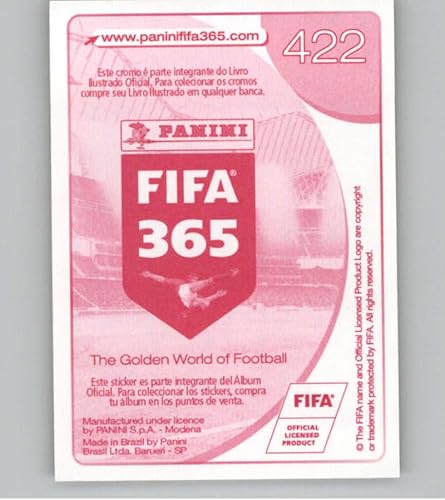 www.paninififa365.com
422
Este cromo é parte integrante do Livro
Ilustrado Oficial. Para colecionar os cromos
compre seu Livro Ilustrado em qualquer banca.
PANINI
FIFA®
365
The Golden World of Football
Este sticker es parte integrante del Álbum
Oficial. Para coleccionar los stickers, compra
tu álbum en los puntos de venta.
Manufactured under licence
by PANINI S.p.A. - Modena
Made in Brazil by Panini
Brasil Ltda. Barueri - SP
FIFA®
OFFICIAL
LICENSED
PRODUCT
© The FIFA name and Official Licensed Product Logo are copyright
or trademark protected by FIFA. All rights reserved.